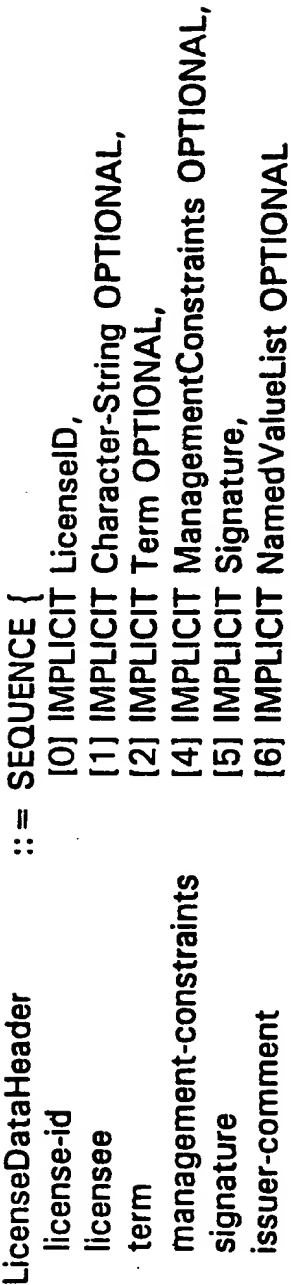 LicenseDataHeader ::= SEQUENCE {
license-id [0] IMPLICIT LicenseID,
licensee [1] IMPLICIT Character-String OPTIONAL,
term [2] IMPLICIT Term OPTIONAL,
management-constraints [4] IMPLICIT ManagementConstraints OPTIONAL,
signature [5] IMPLICIT Signature,
issuer-comment [6] IMPLICIT NamedValueList OPTIONAL